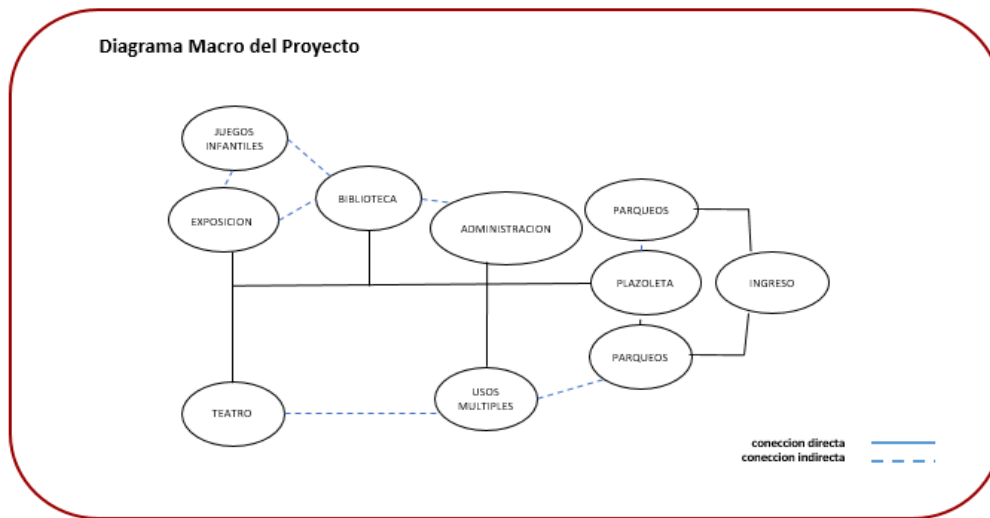 Diagrama Macro del Proyecto
JUEGOS
INFANTILES
BIBLIOTECA
EXPOSICION
ADMINISTRACION
PARQUEOS
PLAZOLETA
INGRESO
PARQUEOS
USOS
MULTIPLES
TEATRO
coneccion directa
coneccion indirecta